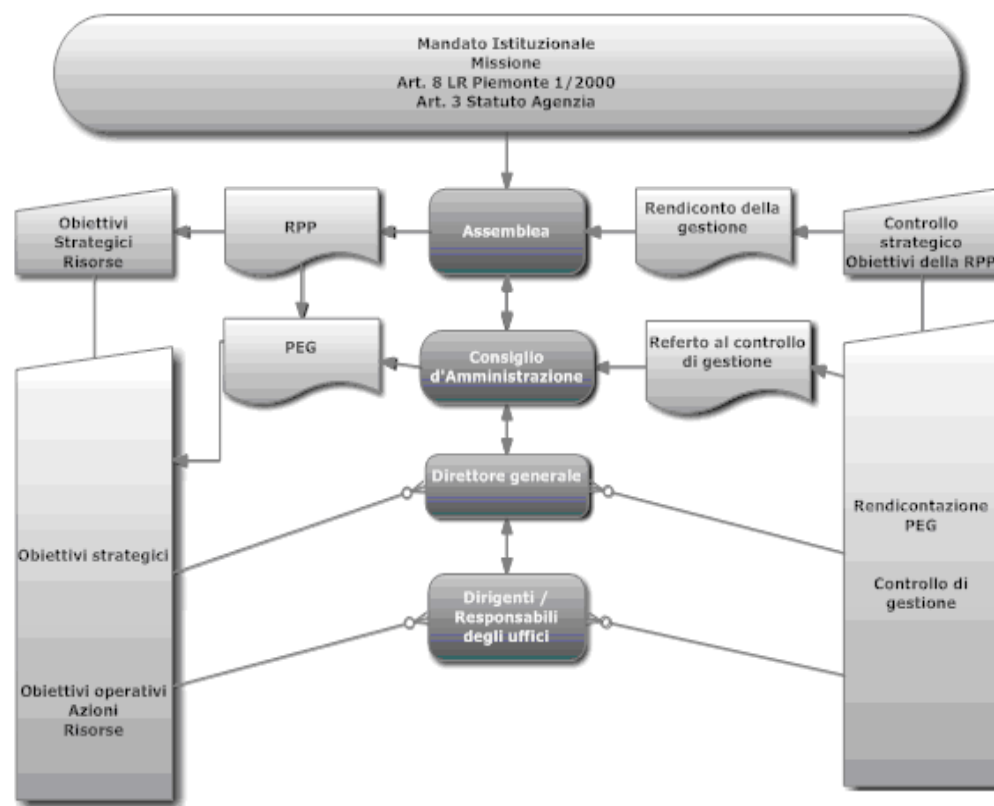 Mandato Istituzionale
Missione
Art. 8 LR Piemonte 1/2000
Art. 3 Statuto Agenzia
Obiettivi
Strategici
Risorse
RPP
Assemblea
Rendiconto della
gestione
Controllo
strategico
Obiettivi della RPP
PEG
Consiglio
d'Amministrazione
Referto al controllo
di gestione
Direttore generale
Obiettivi strategici
Rendicontazione
PEG
Dirigenti /
Responsabili
degli uffici
Controllo di
gestione
Obiettivi operativi
Azioni
Risorse